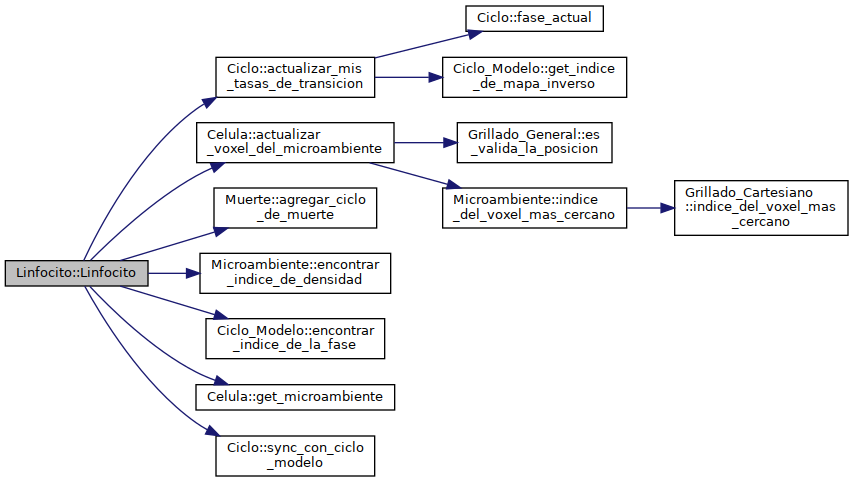 Ciclo::fase_actual
Ciclo::actualizar_mis
_tasas_de_transicion
Ciclo_Modelo::get_indice
_de_mapa_inverso
Celula::actualizar
_voxel_del_microambiente
Grillado_General::es
_valida_la_posicion
Microambiente::indice
_del_voxel_mas_cercano
Grillado_Cartesiano
::indice_del_voxel_mas
_cercano
Muerte::agregar_ciclo
_de_muerte
Linfocito::Linfocito
Microambiente::encontrar
_indice_de_densidad
Ciclo_Modelo::encontrar
_indice_de_la_fase
Celula::get_microambiente
Ciclo::sync_con_ciclo
_modelo